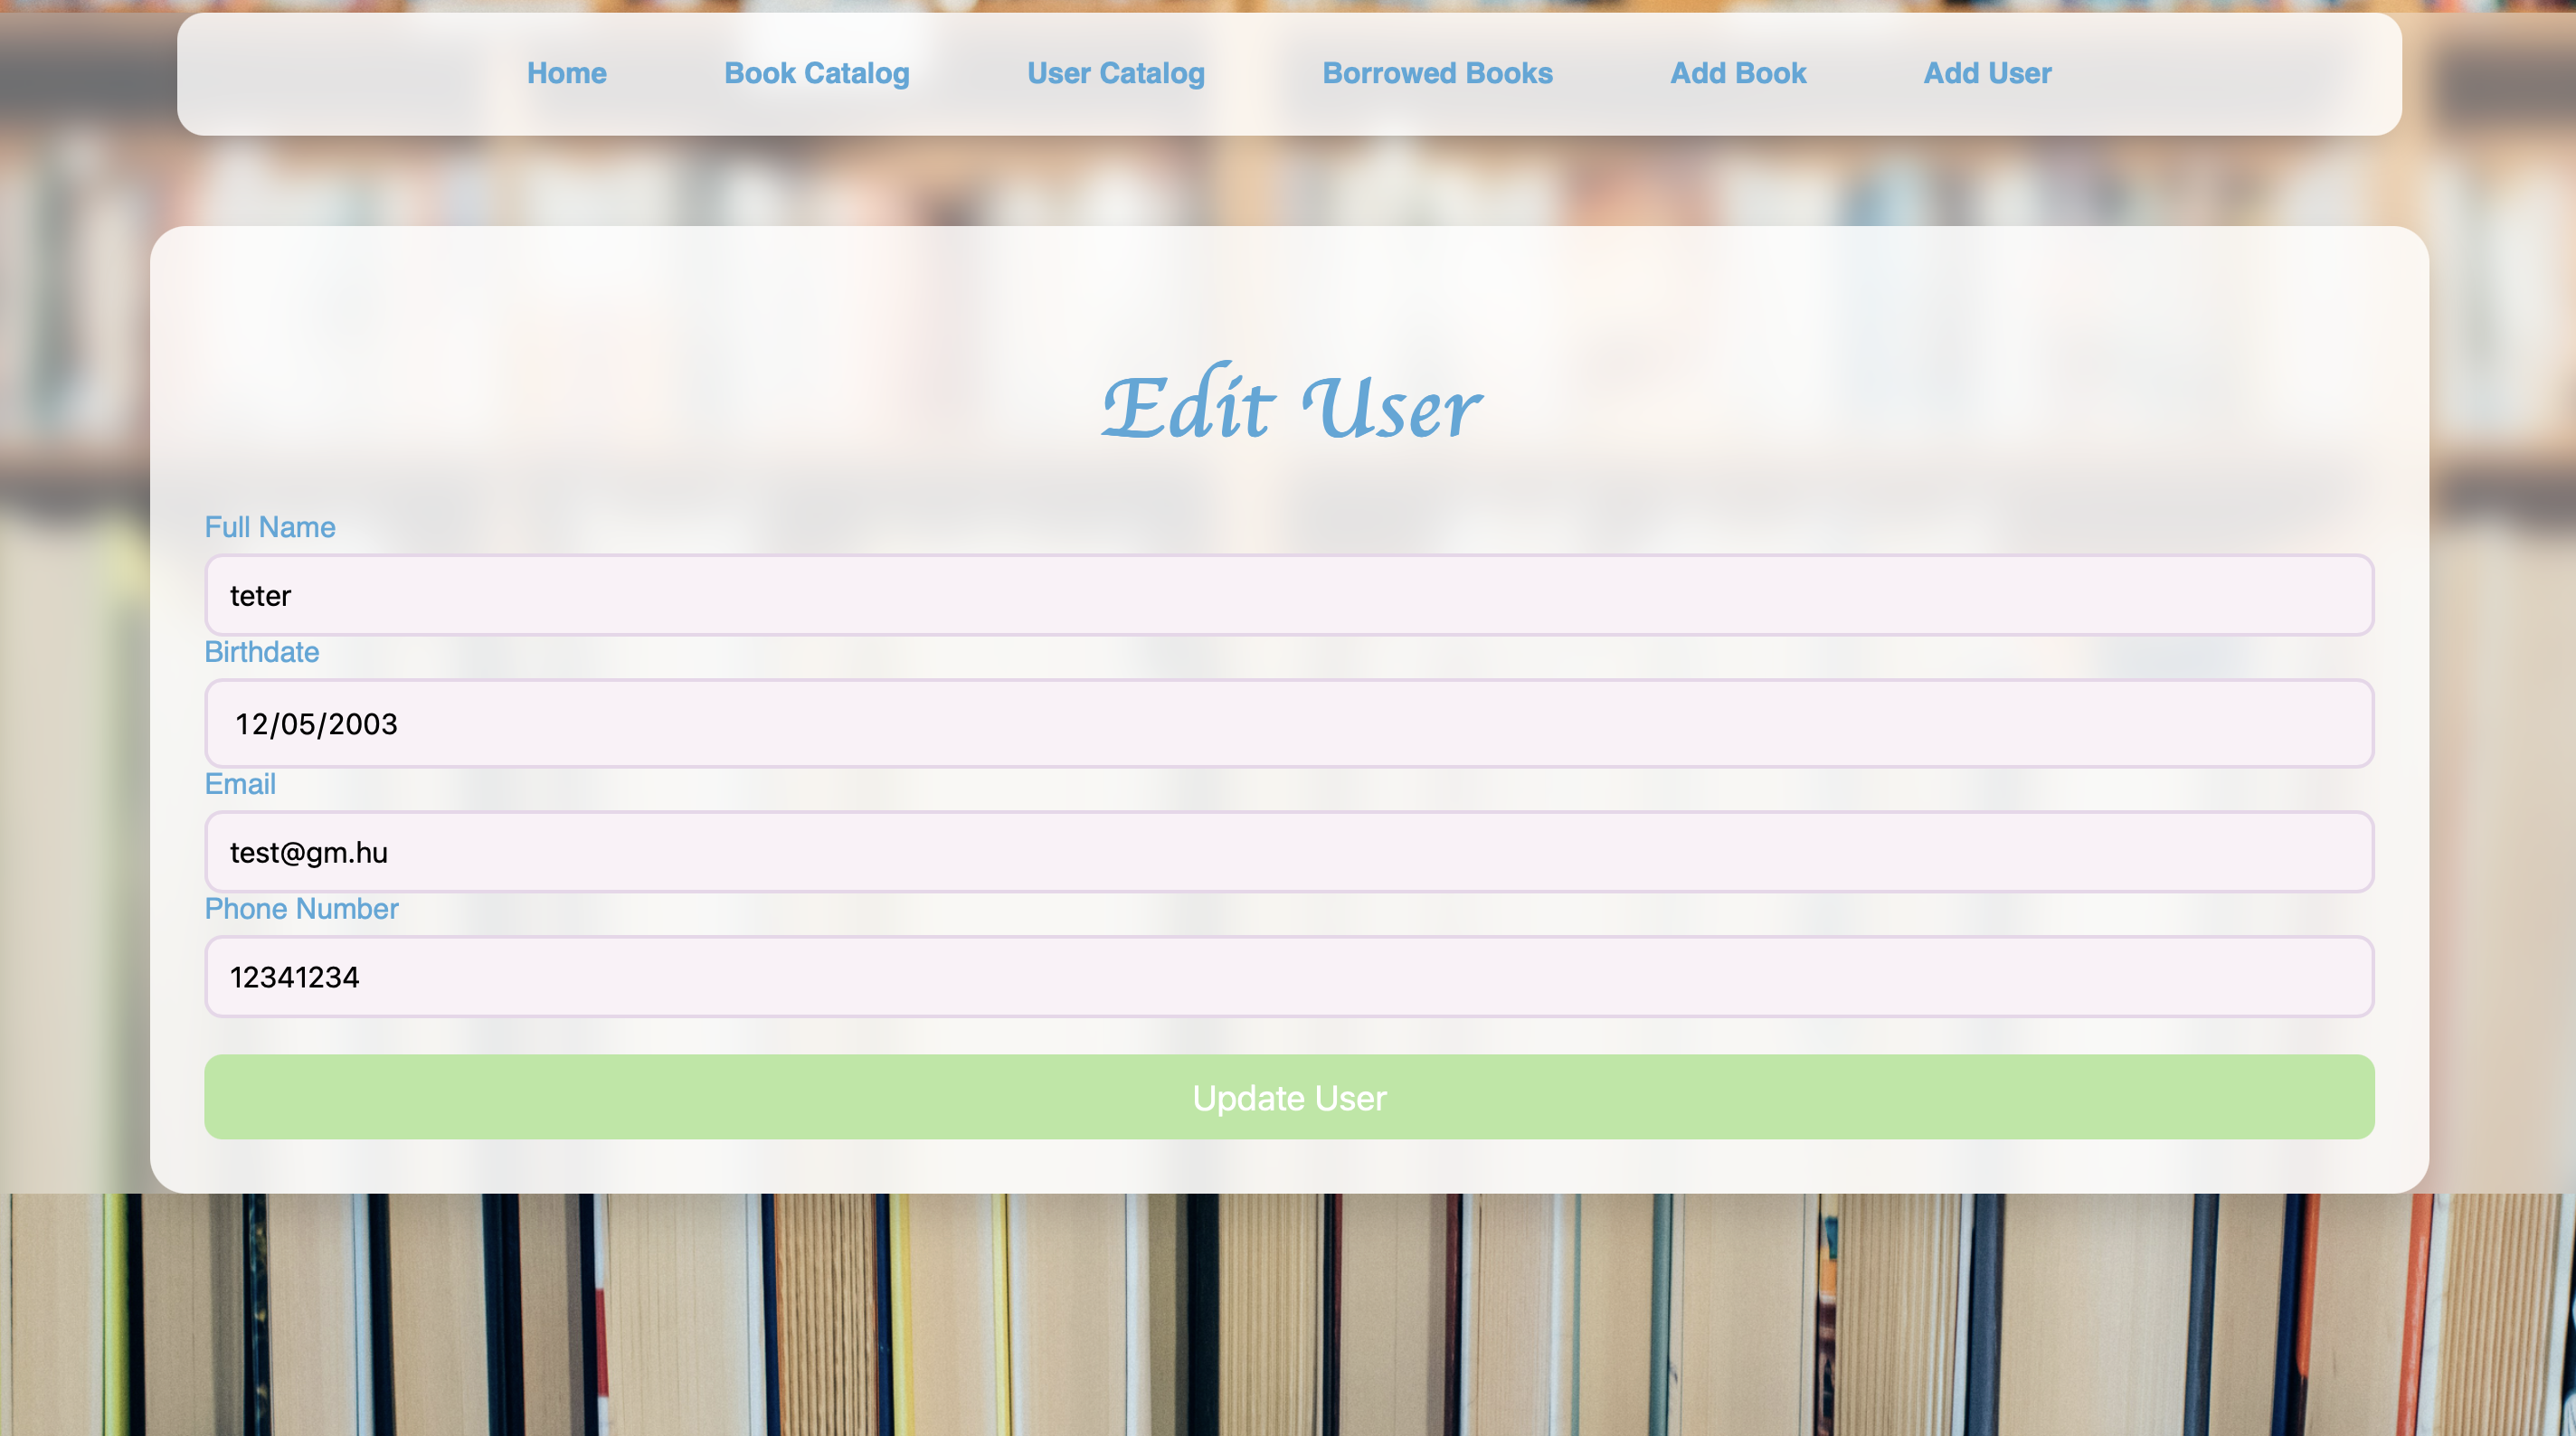 Home Book Catalog User Catalog Borrowed Books Add Book Add User
Edit User
Full Name
teter
Birthdate
12/05/2003
Email
test@gm.hu
Phone Number
12341234
Update User